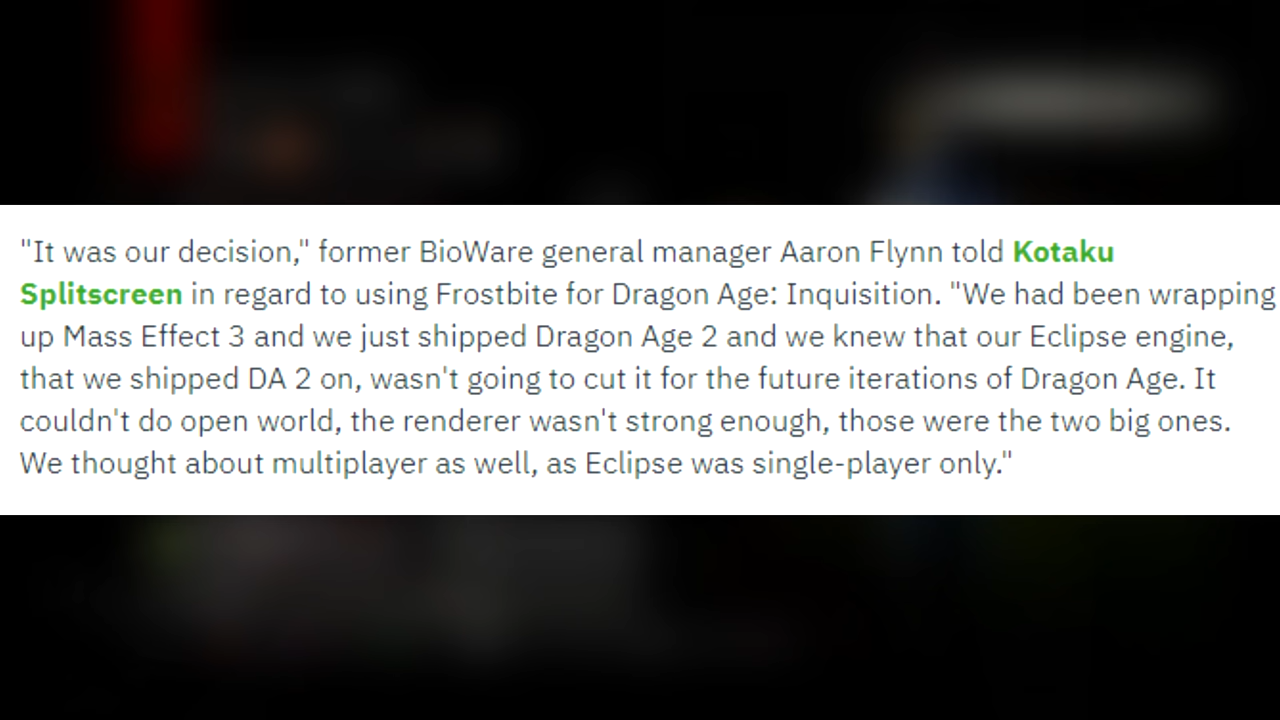 "It was our decision," former BioWare general manager Aaron Flynn told Kotaku
Splitscreen in regard to using Frostbite for Dragon Age: Inquisition. "We had been wrapping
up Mass Effect 3 and we just shipped Dragon Age 2 and we knew that our Eclipse engine,
that we shipped DA 2 on, wasn't going to cut it for the future iterations of Dragon Age. It
couldn't do open world, the renderer wasn't strong enough, those were the two big ones.
We thought about multiplayer as well, as Eclipse was single-player only."